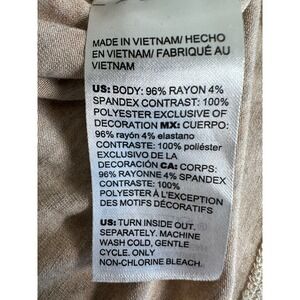 MADE IN VIETNAM/ HECHO
EN VIETNAM/ FABRIQUÉ AU
VIETNAM
US: BODY: 96% RAYON 4%
SPANDEX CONTRAST: 100%
POLYESTER EXCLUSIVE OF
DECORATION MX: CUERPO:
96% rayón 4% elastano
CONTRASTE: 100% poliéster
EXCLUSIVO DE LA
DECORACIÓN CA: CORPS:
96% RAYONNE 4% SPANDEX
CONTRASTE: 100%
POLYESTER À L'EXCEPTION
DES MOTIFS DÉCORATIFS
US: TURN INSIDE OUT.
SEPARATELY. MACHINE
WASH COLD, GENTLE
CYCLE. ONLY
NON-CHLORINE BLEACH.